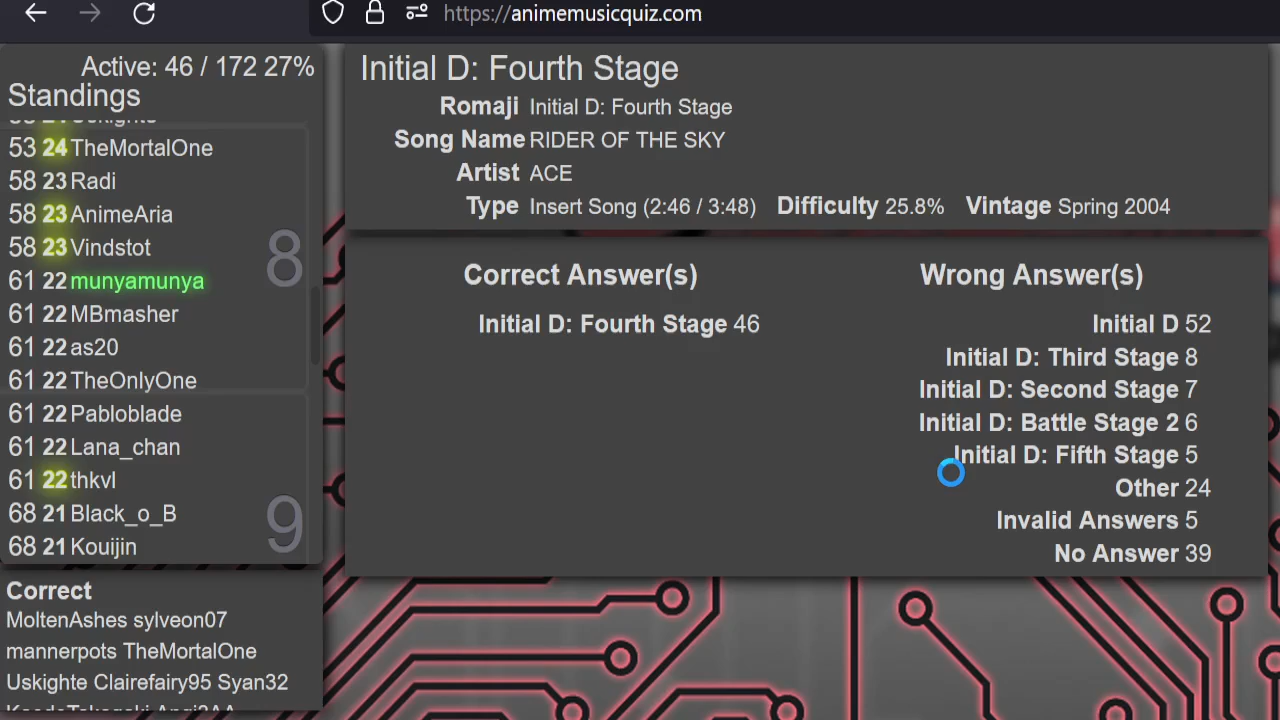 https://animemusicquiz.com
Active: 46 / 172 27%
Standings
53 24 TheMortalOne
58 23 Radi
58 23 AnimeAria
58 23 Vindstot
61 22 munyamunya
61 22 MBmasher
61 22 as20
61 22 TheOnlyOne
8
61 22 Pabloblade
61 22 Lana_chan
61 22 thkvl
68 21 Black_o_B
68 21 Kouijin
9
Correct
MoltenAshes sylveon07
mannerpots TheMortalOne
Uskighte Clairefairy95 Syan32
Initial D: Fourth Stage
Romaji Initial D: Fourth Stage
Song Name RIDER OF THE SKY
Artist ACE
Type Insert Song (2:46 / 3:48) Difficulty 25.8% Vintage Spring 2004
Correct Answer(s)
Initial D: Fourth Stage 46
Wrong Answer(s)
Initial D 52
Initial D: Third Stage 8
Initial D: Second Stage 7
Initial D: Battle Stage 2 6
Initial D: Fifth Stage 5
Other 24
Invalid Answers 5
No Answer 39